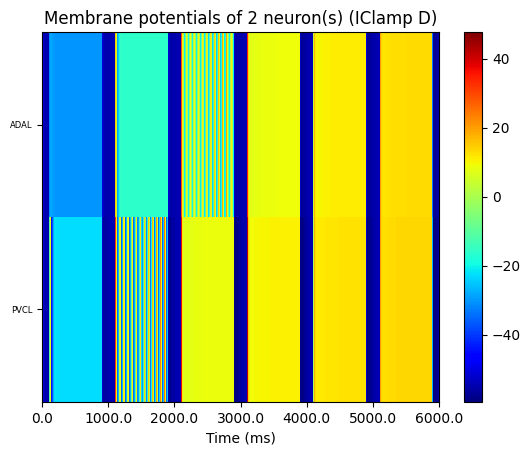 Membrane potentials of 2 neuron(s) (IClamp D)
ADAL
PVCL
0.0 1000.0 2000.0 3000.0 4000.0 5000.0 6000.0
Time (ms)
40
20
0
−20
−40